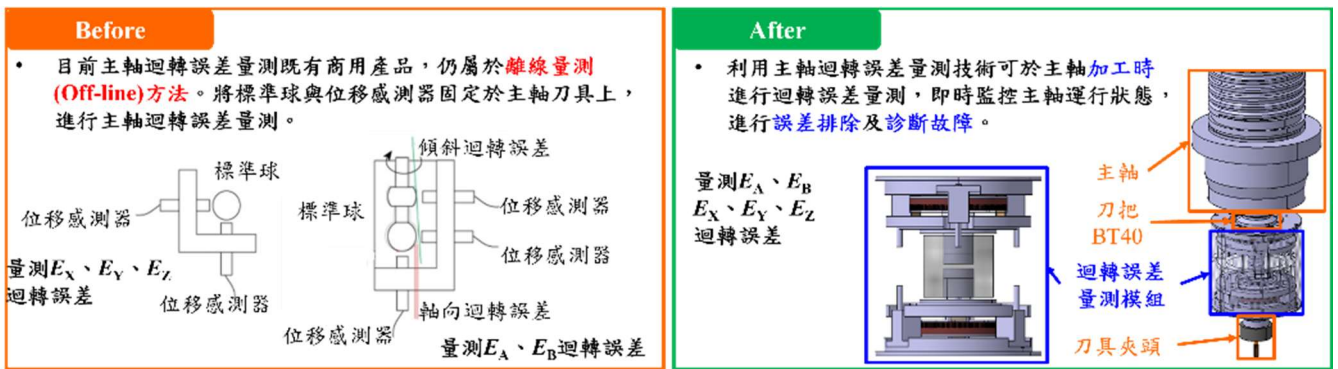 Before
• 目前主軸迴轉誤差量測既有商用產品，仍屬於離線量測
(Off-line)方法。將標準球與位移感測器固定於主軸刀具上，
進行主軸迴轉誤差量測。
標準球
位移感測器
量測EX、EY、EZ
迴轉誤差
位移感測器
傾斜迴轉誤差
標準球
位移感測器
位移感測器
軸向迴轉誤差
位移感測器
量測EA、EB迴轉誤差
After
• 利用主軸迴轉誤差量測技術可於主軸加工時
進行迴轉誤差量測，即時監控主軸運行狀態，
進行誤差排除及診斷故障。
量測EA、EB
EX、EY、EZ
迴轉誤差
主軸
刀把
BT40
迴轉誤差
量測模組
刀具夾頭